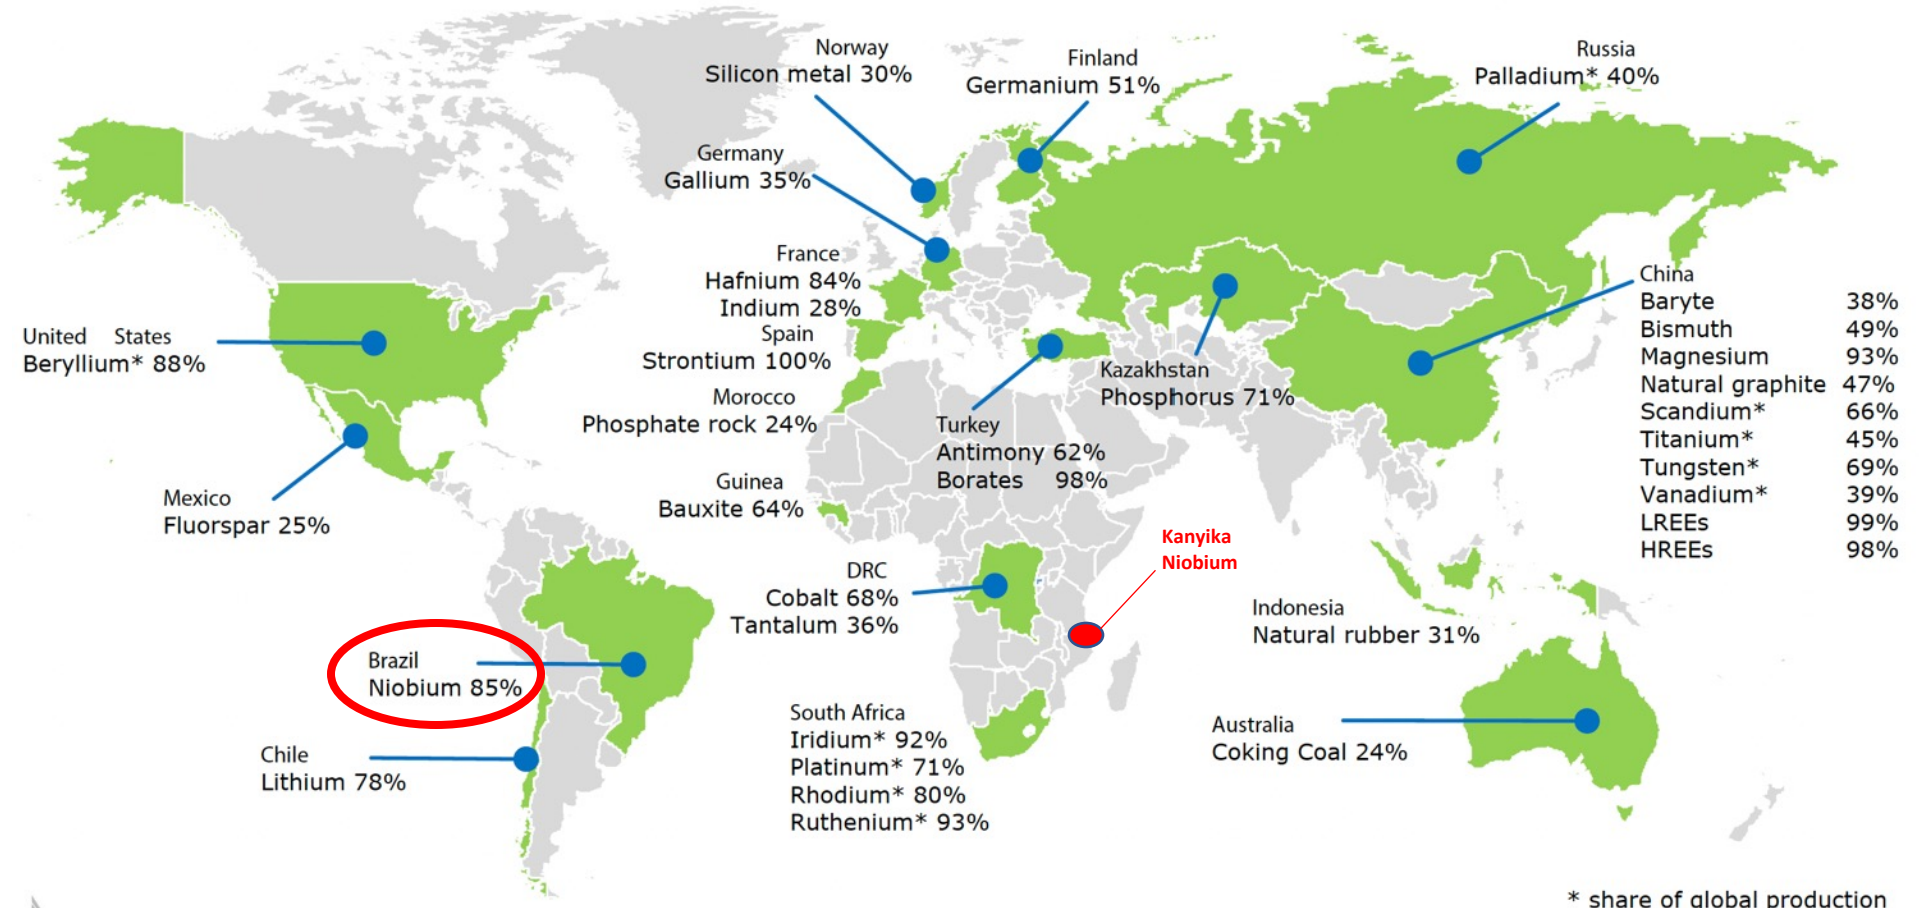 Norway
Silicon metal 30%
Finland
Germanium 51%
Russia
Palladium* 40%
Germany
Gallium 35%
France
Hafnium 84%
Indium 28%
Spain
Strontium 100%
Morocco
Phosphate rock 24%
Guinea
Bauxite 64%
United States
Beryllium* 88%
Mexico
Fluorspar 25%
Kazakhstan
Phosphorus 71%
Turkey
Antimony 62%
Borates 98%
China
Baryte 38%
Bismuth 49%
Magnesium 93%
Natural graphite 47%
Scandium* 66%
Titanium* 45%
Tungsten* 69%
Vanadium* 39%
LREEs 99%
HREEs 98%
Kanyika
Niobium
DRC
Cobalt 68%
Tantalum 36%
Indonesia
Natural rubber 31%
Brazil
Niobium 85%
Chile
Lithium 78%
South Africa
Iridium* 92%
Platinum* 71%
Rhodium* 80%
Ruthenium* 93%
Australia
Coking Coal 24%
* share of global production